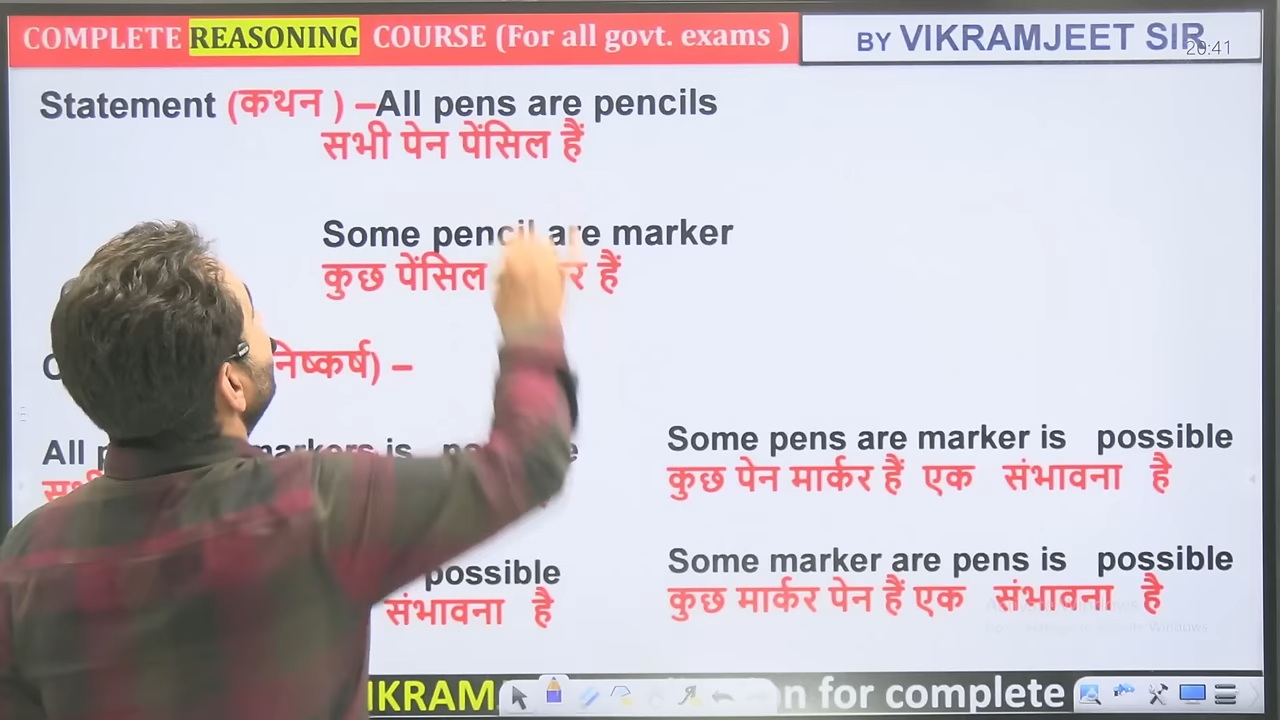 COMPLETE REASONING COURSE (For all govt. exams )
BY VIKRAMJEET SIR
20:41
Statement (कथन ) –All pens are pencils
सभी पेन पेंसिल हैं
Some pencil are marker
कुछ पेंसिल हैं
निष्कर्ष) –
All is
Some pens are marker is possible
कुछ पेन मार्कर हैं एक संभावना है
possible
संभावना है
Some marker are pens is possible
कुछ मार्कर पेन हैं एक संभावना है
IKRAM for complete